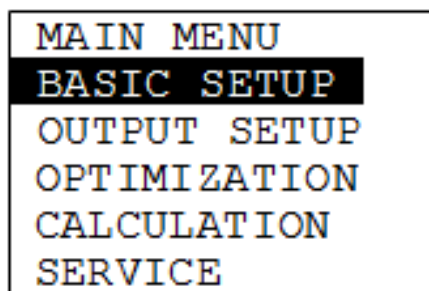 MAIN MENU
BASIC SETUP
OUTPUT SETUP
OPTIMIZATION
CALCULATION
SERVICE